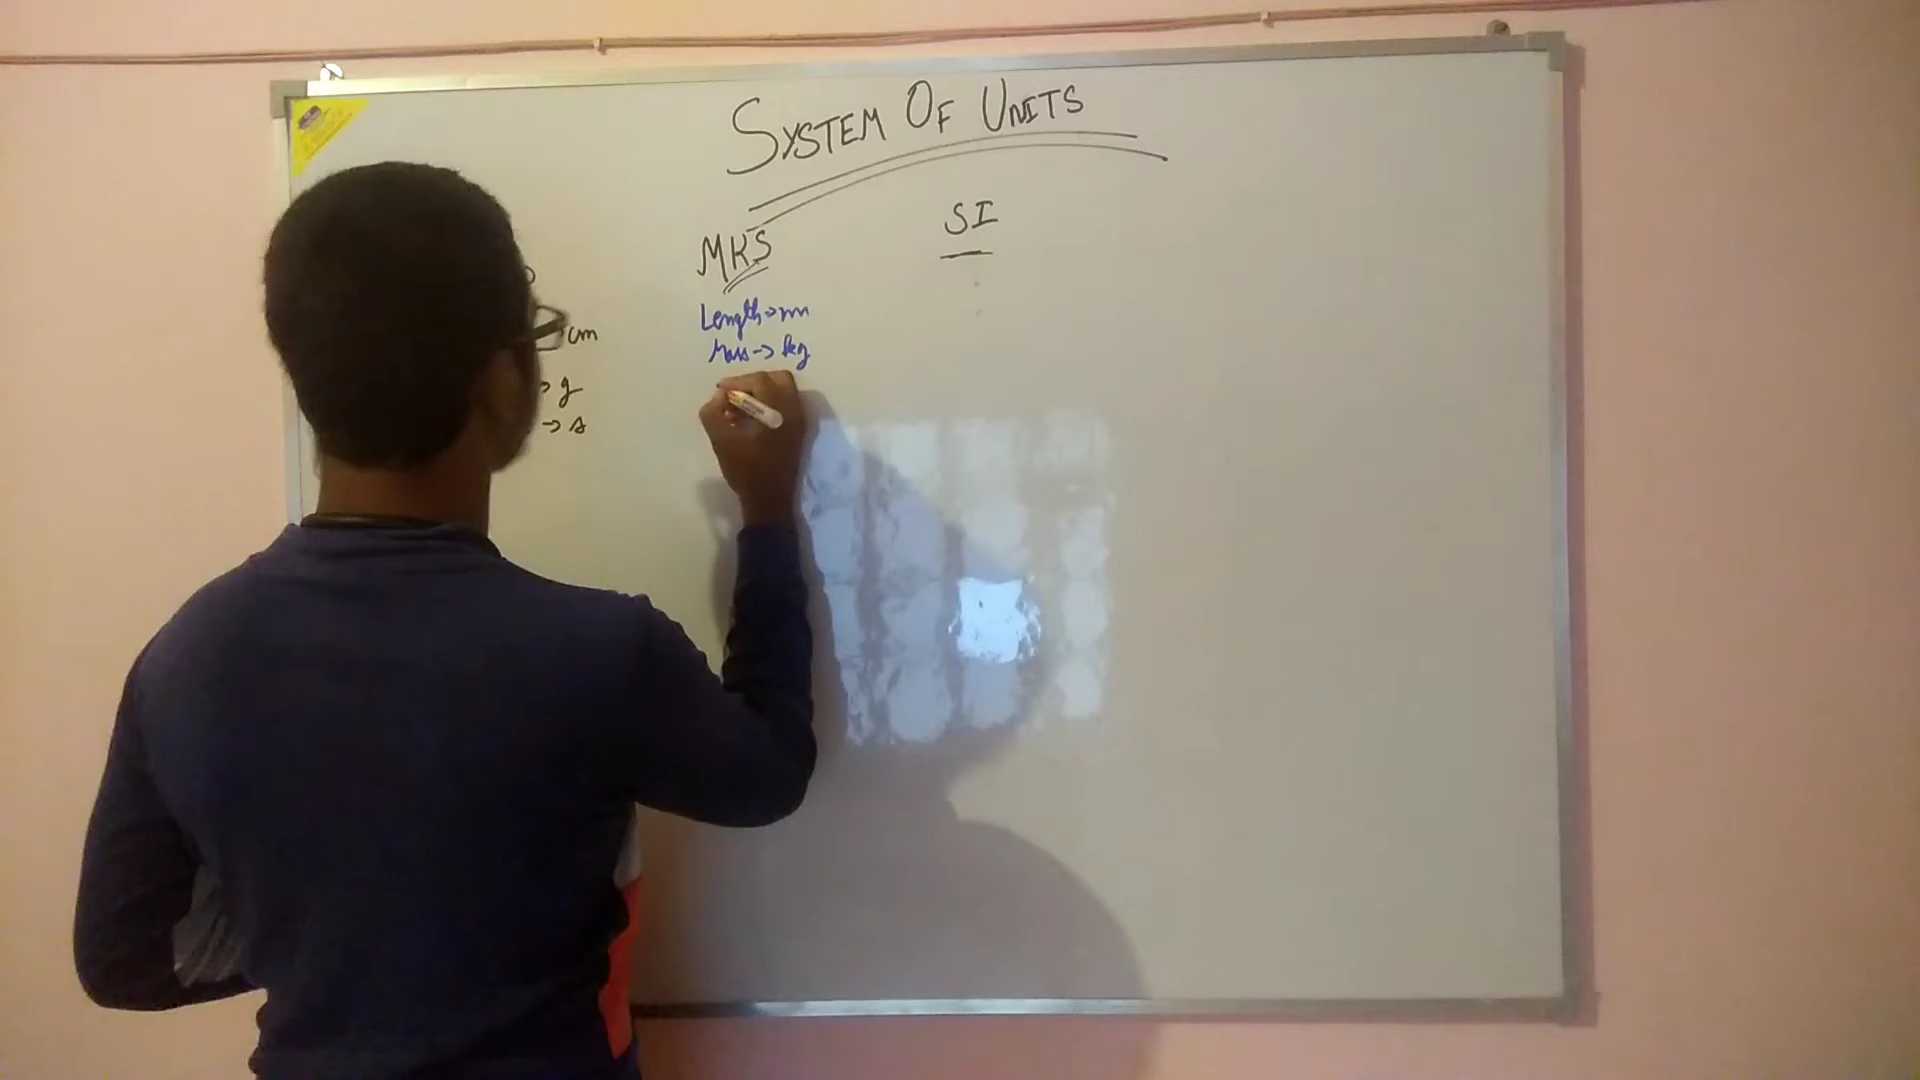 SYSTEM OF UNITS
MKS
SI
cm
Length → m
Mass → kg
→ g
→ s